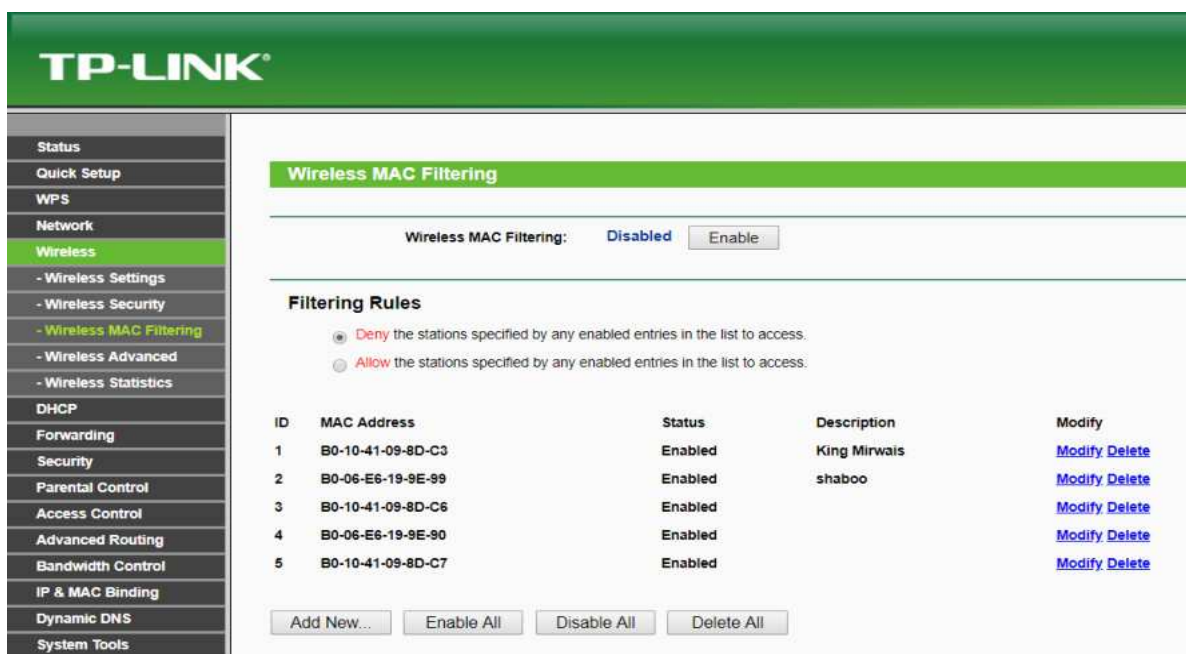 TP-LINK®
Status
Quick Setup
WPS
Network
Wireless
- Wireless Settings
- Wireless Security
- Wireless MAC Filtering
- Wireless Advanced
- Wireless Statistics
DHCP
Forwarding
Security
Parental Control
Access Control
Advanced Routing
Bandwidth Control
IP & MAC Binding
Dynamic DNS
System Tools
Wireless MAC Filtering
Wireless MAC Filtering: Disabled Enable
Filtering Rules
Deny the stations specified by any enabled entries in the list to access.
Allow the stations specified by any enabled entries in the list to access.
ID MAC Address Status Description Modify
1 B0-10-41-09-8D-C3 Enabled King Mirwais Modify Delete
2 B0-06-E6-19-9E-99 Enabled shaboo Modify Delete
3 B0-10-41-09-8D-C6 Enabled Modify Delete
4 B0-06-E6-19-9E-90 Enabled Modify Delete
5 B0-10-41-09-8D-C7 Enabled Modify Delete
Add New... Enable All Disable All Delete All